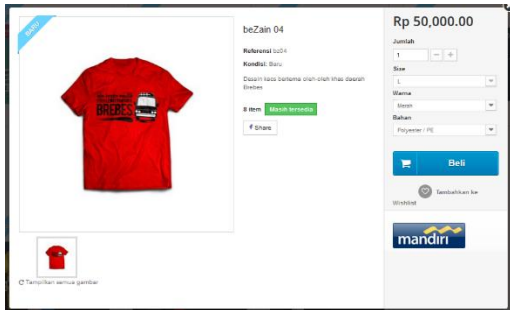 BARU
BREBES
Tampilkan semua gambar
beZain 04
Referensi bz04
Kondisi: Baru
Desain kaos bertema oleh-oleh khas daerah
Brebes
8 item Masih tersedia
Share
Rp 50,000.00
Jumlah
1
Size
L
Warna
Merah
Bahan
Polyester / PE
Beli
Tambahkan ke
Wishlist
mandiri